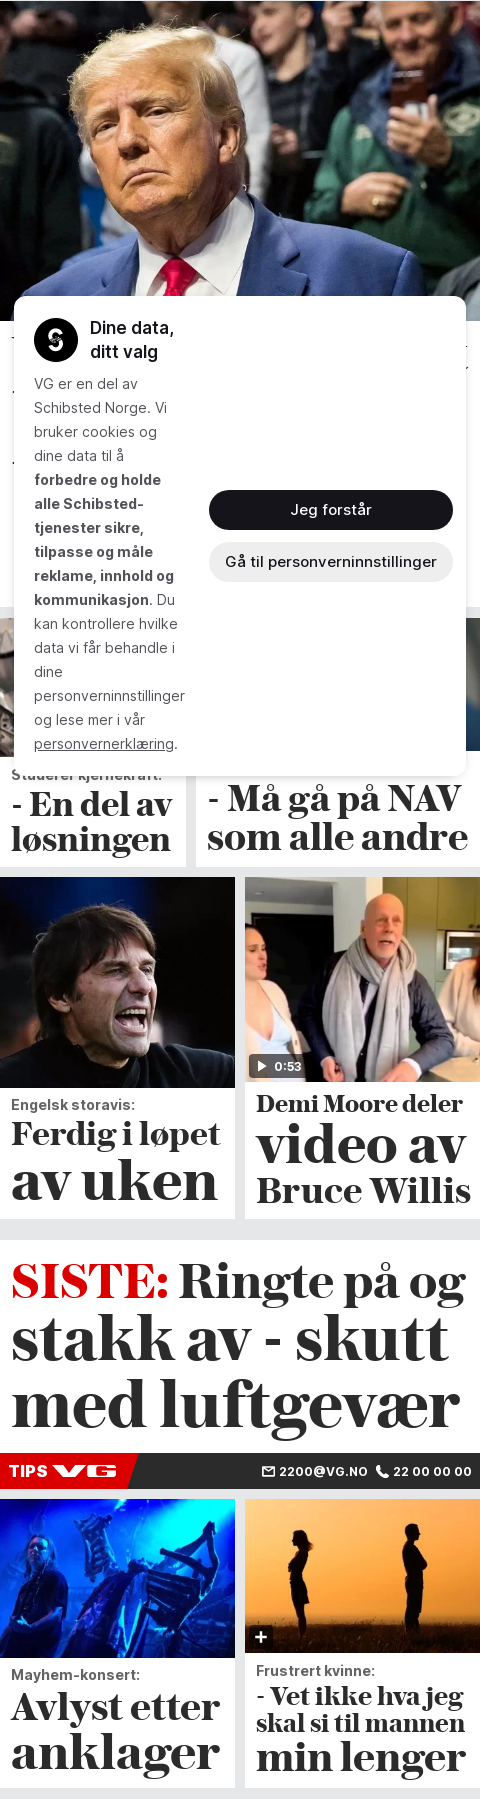 Dine data,
ditt valg
VG er en del av
Schibsted Norge. Vi
bruker cookies og
dine data til å
forbedre og holde
alle Schibsted-
tjenester sikre,
tilpasse og måle
reklame, innhold og
kommunikasjon. Du
kan kontrollere hvilke
data vi får behandle i
dine
personverninnstillinger
og lese mer i vår
personvernerklæring.
Jeg forstår
Gå til personverninnstillinger
Studerer kjernekraft:
- En del av
løsningen
- Må gå på NAV
som alle andre
Engelsk storavis:
Ferdig i løpet
av uken
0:53
Demi Moore deler
video av
Bruce Willis
SISTE: Ringte på og
stakk av - skutt
med luftgevær
TIPS VG
2200@VG.NO 22 00 00 00
Mayhem-konsert:
Avlyst etter
anklager
Frustrert kvinne:
- Vet ikke hva jeg
skal si til mannen
min lenger